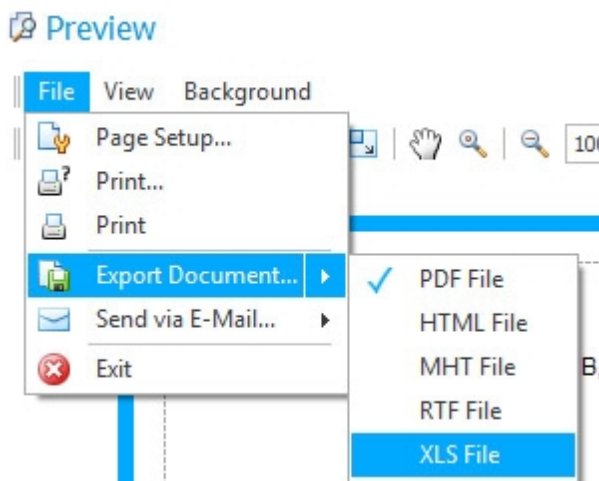 Preview
File View Background
Page Setup...
Print...
Print
Export Document...
Send via E-Mail...
Exit
PDF File
HTML File
MHT File
RTF File
XLS File